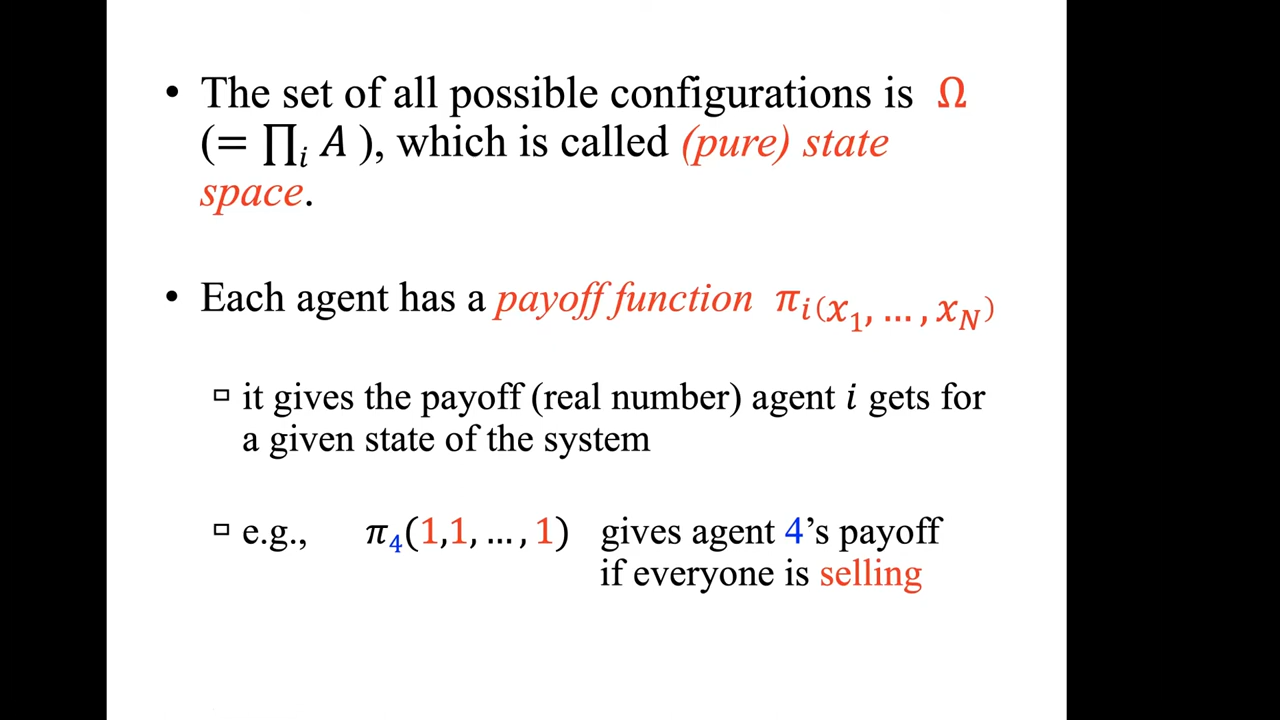 • The set of all possible configurations is Ω
(= ∏ᵢ A ), which is called (pure) state
space.
• Each agent has a payoff function πᵢ(x₁, … , x_N)
▫ it gives the payoff (real number) agent i gets for
a given state of the system
▫ e.g., π₄(1,1, … , 1) gives agent 4’s payoff
if everyone is selling